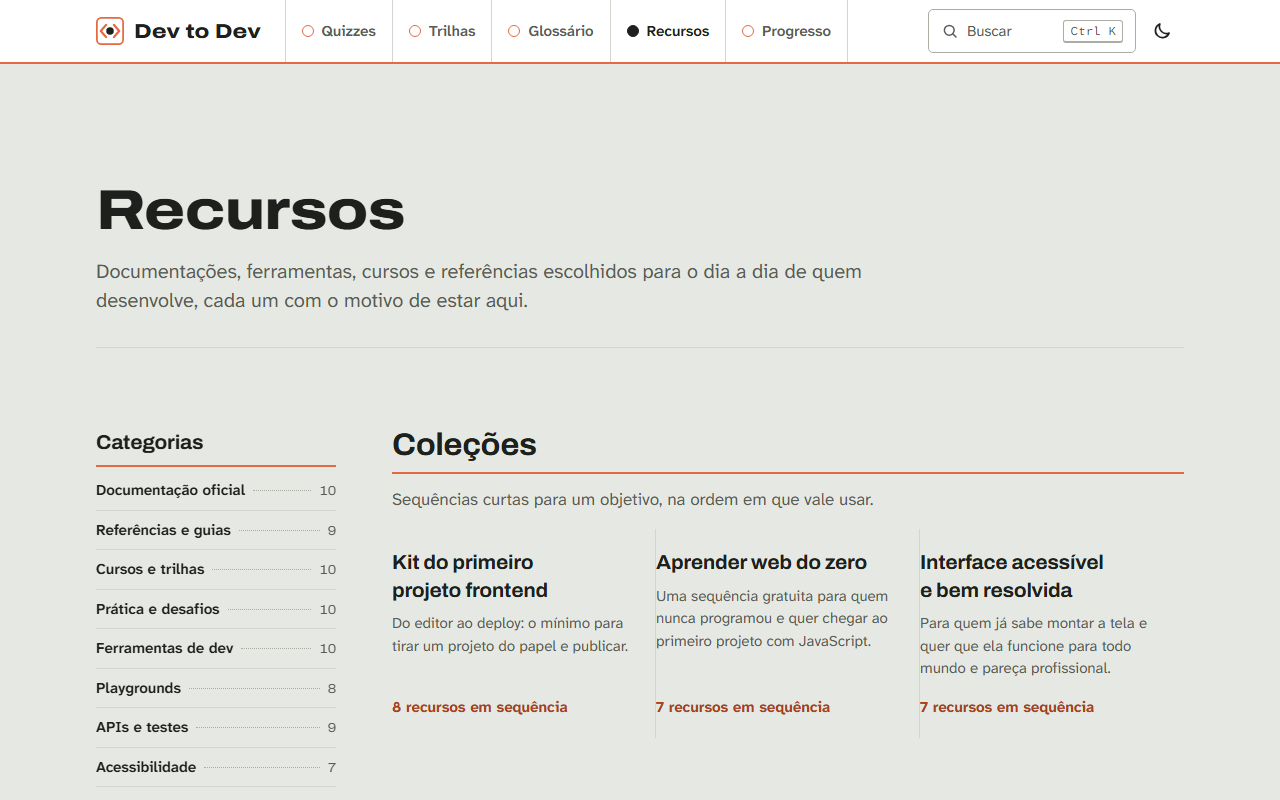 Dev to Dev
Quizzes
Trilhas
Glossário
Recursos
Progresso
Buscar
Ctrl K
Recursos
Documentações, ferramentas, cursos e referências escolhidos para o dia a dia de quem
desenvolve, cada um com o motivo de estar aqui.
Categorias
Documentação oficial 10
Referências e guias 9
Cursos e trilhas 10
Prática e desafios 10
Ferramentas de dev 10
Playgrounds 8
APIs e testes 9
Acessibilidade 7
Coleções
Sequências curtas para um objetivo, na ordem em que vale usar.
Kit do primeiro
projeto frontend
Do editor ao deploy: o mínimo para
tirar um projeto do papel e publicar.
8 recursos em sequência
Aprender web do zero
Uma sequência gratuita para quem
nunca programou e quer chegar ao
primeiro projeto com JavaScript.
7 recursos em sequência
Interface acessível
e bem resolvida
Para quem já sabe montar a tela e
quer que ela funcione para todo
mundo e pareça profissional.
7 recursos em sequência